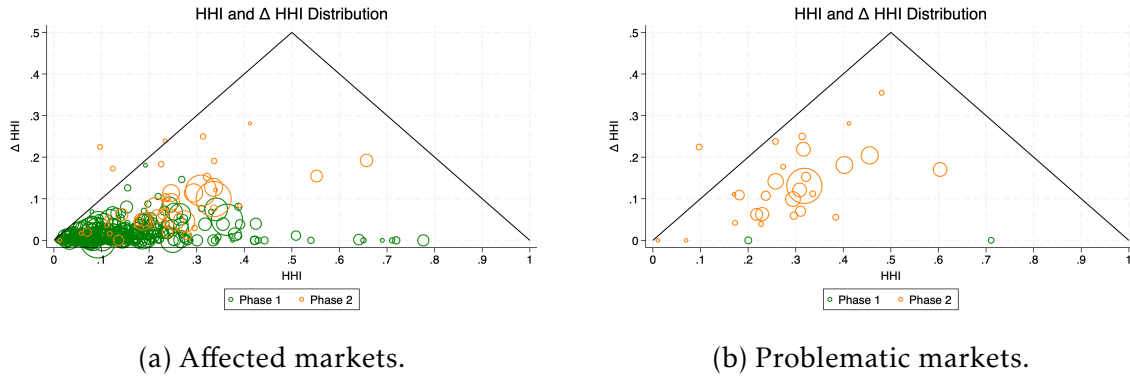 HHI and Δ HHI Distribution
Δ HHI
.5
.4
.3
.2
.1
0
0 .1 .2 .3 .4 .5 .6 .7 .8 .9 1
HHI
Phase 1 Phase 2
(a) Affected markets.
HHI and Δ HHI Distribution
Δ HHI
.5
.4
.3
.2
.1
0
0 .1 .2 .3 .4 .5 .6 .7 .8 .9 1
HHI
Phase 1 Phase 2
(b) Problematic markets.